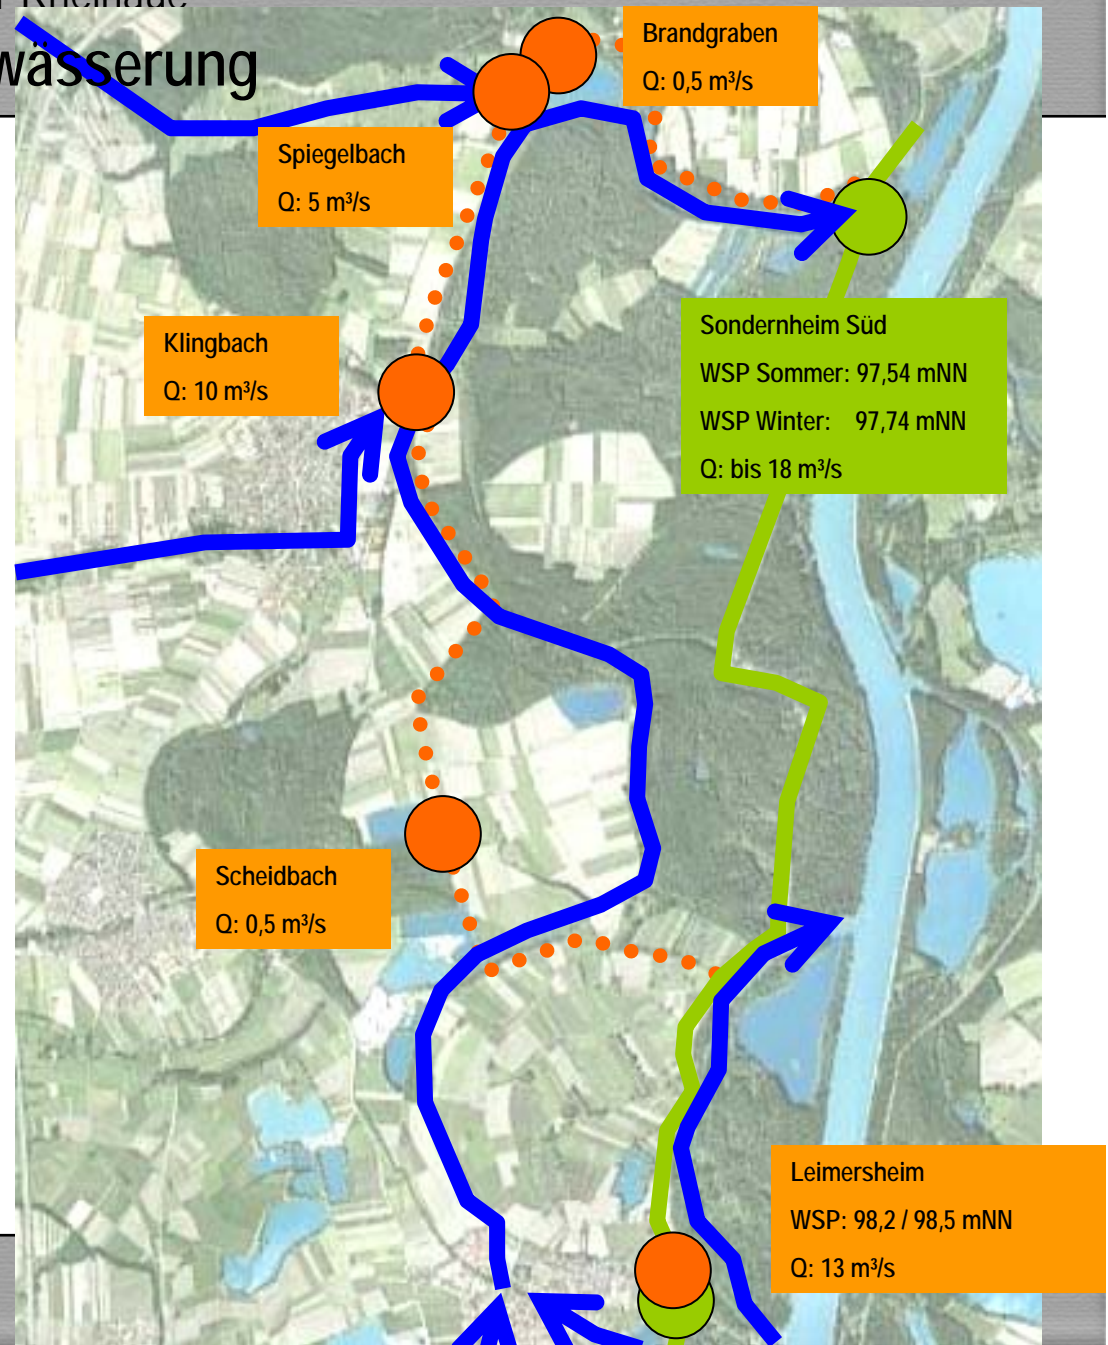 wässerung
Brandgraben
Q: 0,5 m³/s
Spiegelbach
Q: 5 m³/s
Klingbach
Q: 10 m³/s
Sondernheim Süd
WSP Sommer: 97,54 mNN
WSP Winter: 97,74 mNN
Q: bis 18 m³/s
Scheidbach
Q: 0,5 m³/s
Leimersheim
WSP: 98,2 / 98,5 mNN
Q: 13 m³/s